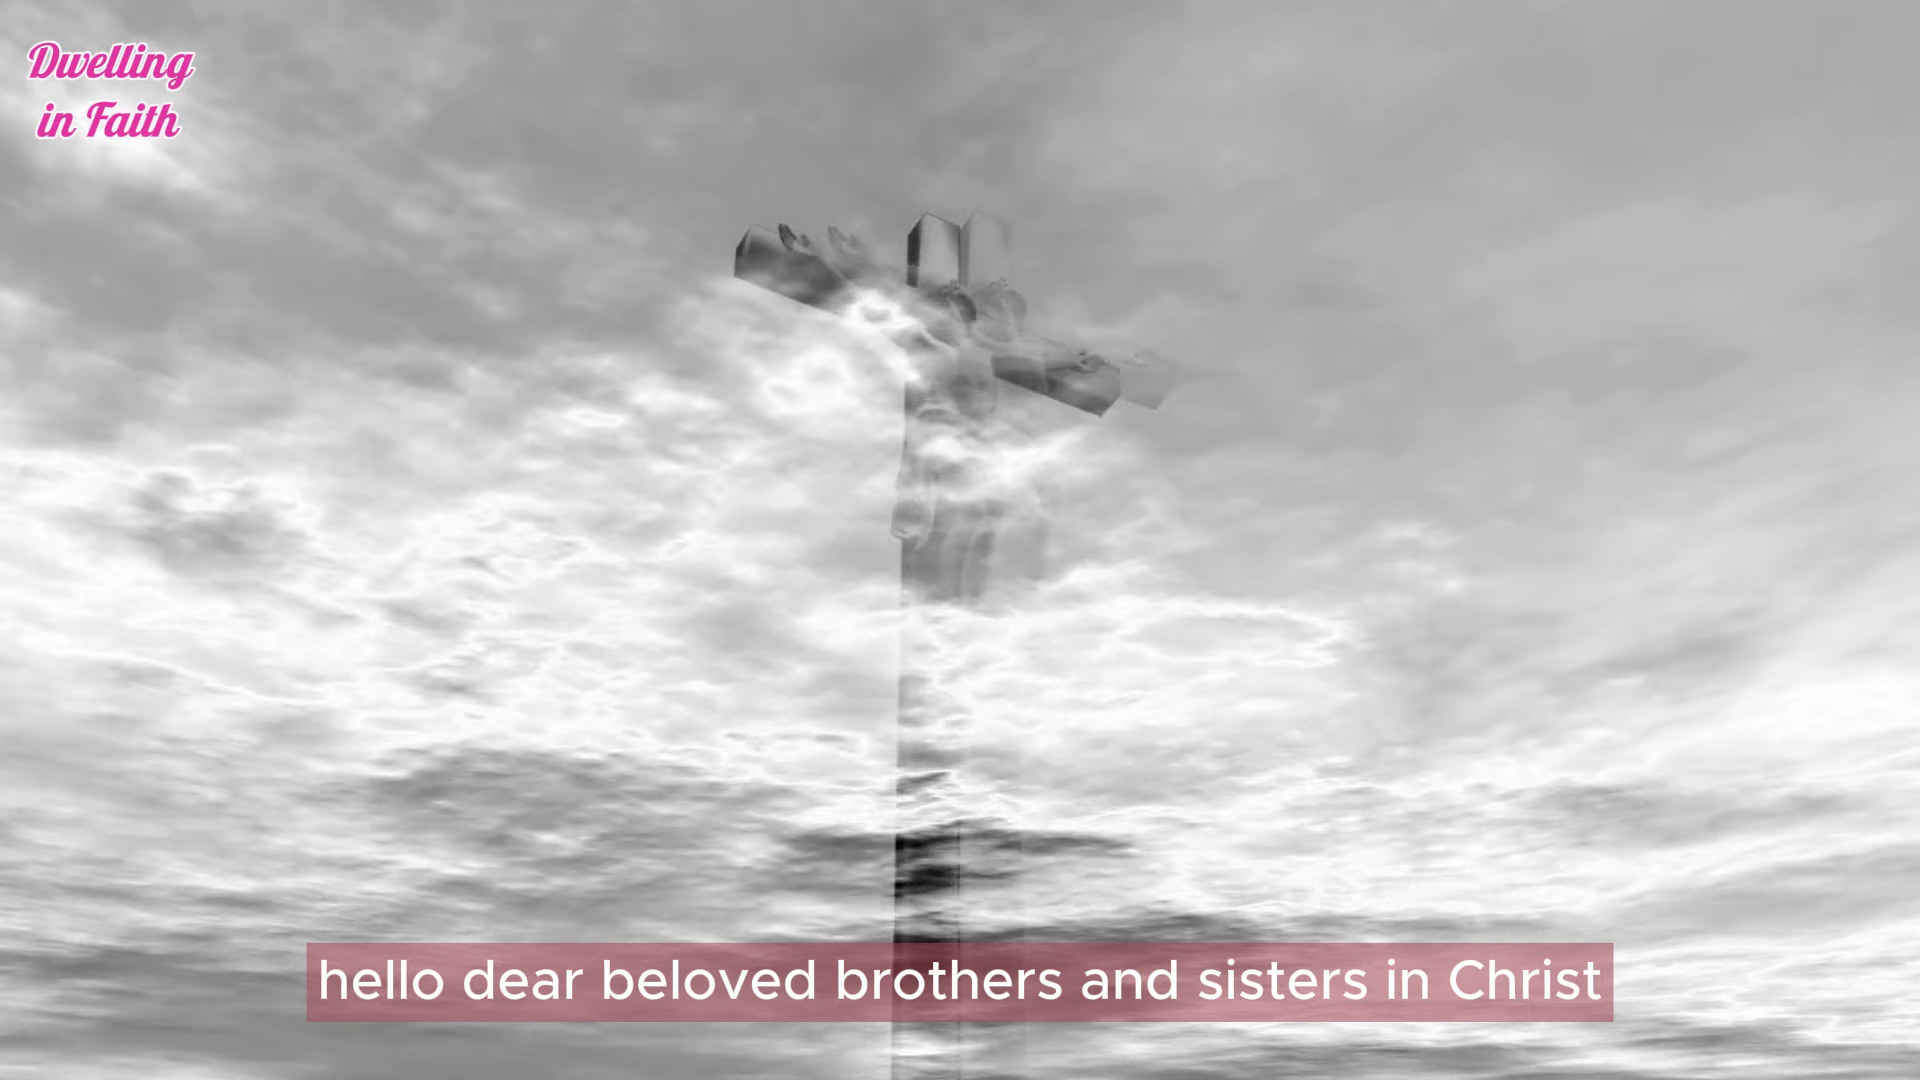 Dwelling
in Faith
hello dear beloved brothers and sisters in Christ